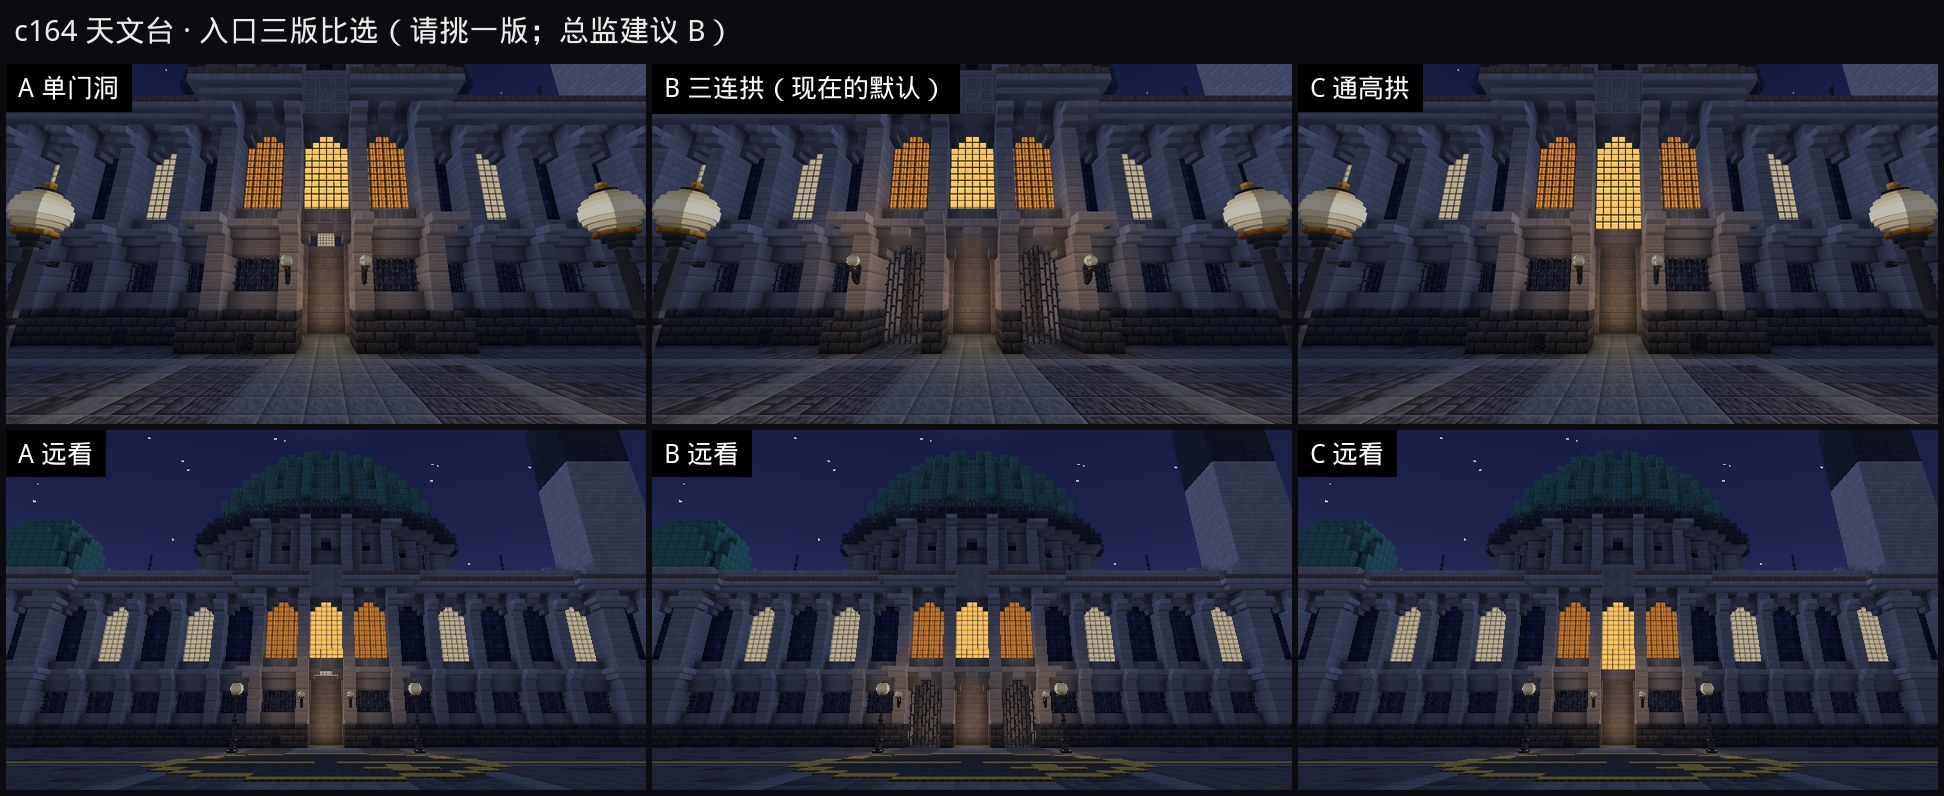 c164 天文台 · 入口三版比选（请挑一版；总监建议 B）
A 单门洞
B 三连拱（现在的默认）
C 通高拱
A 远看
B 远看
C 远看